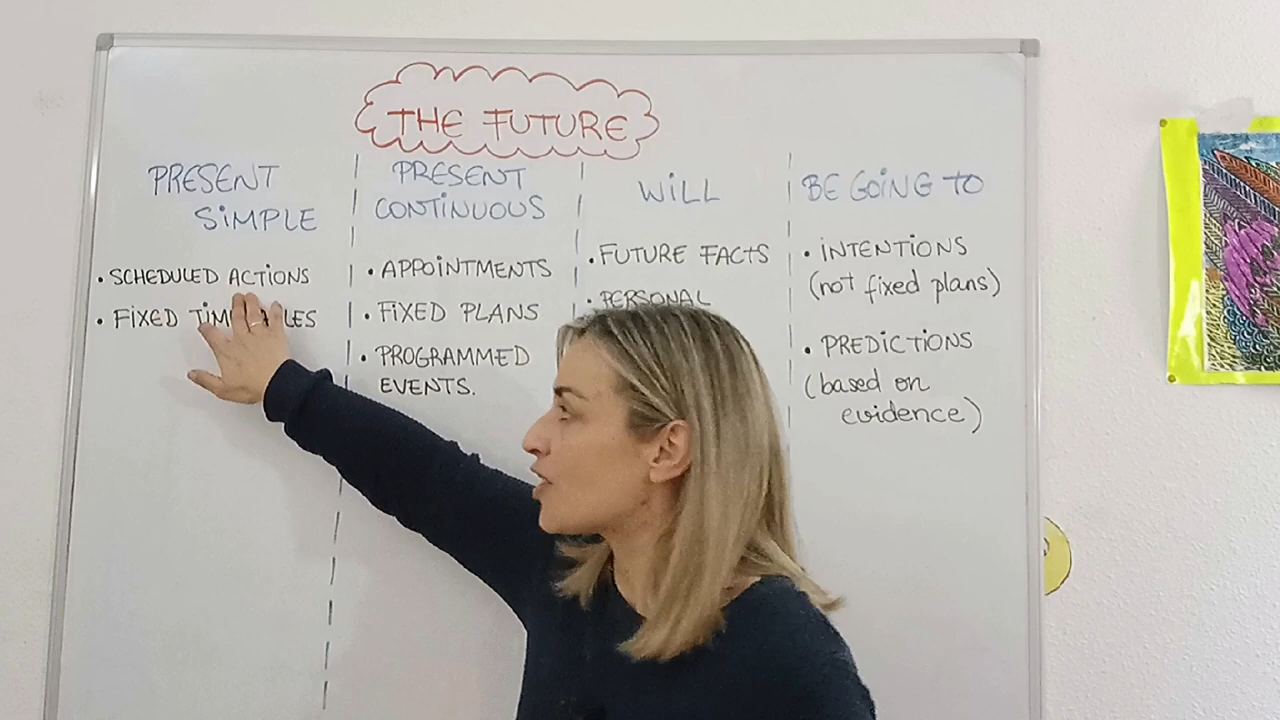 THE FUTURE
PRESENT
SIMPLE
• SCHEDULED ACTIONS
• FIXED
PRESENT
CONTINUOUS
• APPOINTMENTS
• FIXED PLANS
• PROGRAMMED
EVENTS.
WILL
• FUTURE FACTS
• PERSONAL
BE GOING TO
• INTENTIONS
(not fixed plans)
• PREDICTIONS
(based on
evidence)